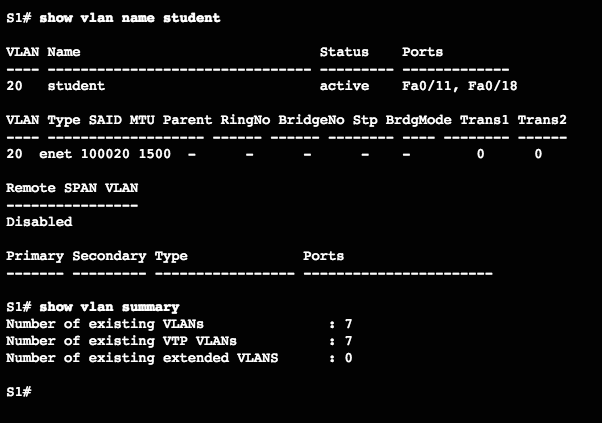 S1# show vlan name student
VLAN Name Status Ports
---- -------------------------------- --------- -------------
20 student active Fa0/11, Fa0/18
VLAN Type SAID MTU Parent RingNo BridgeNo Stp BrdgMode Trans1 Trans2
---- ------------------- ------ ------ -------- ---- -------- ------
20 enet 100020 1500 - - - - - 0 0
Remote SPAN VLAN
----------------
Disabled
Primary Secondary Type Ports
------- --------- ----------------- -----------------------
S1# show vlan summary
Number of existing VLANs : 7
Number of existing VTP VLANs : 7
Number of existing extended VLANS : 0
S1#